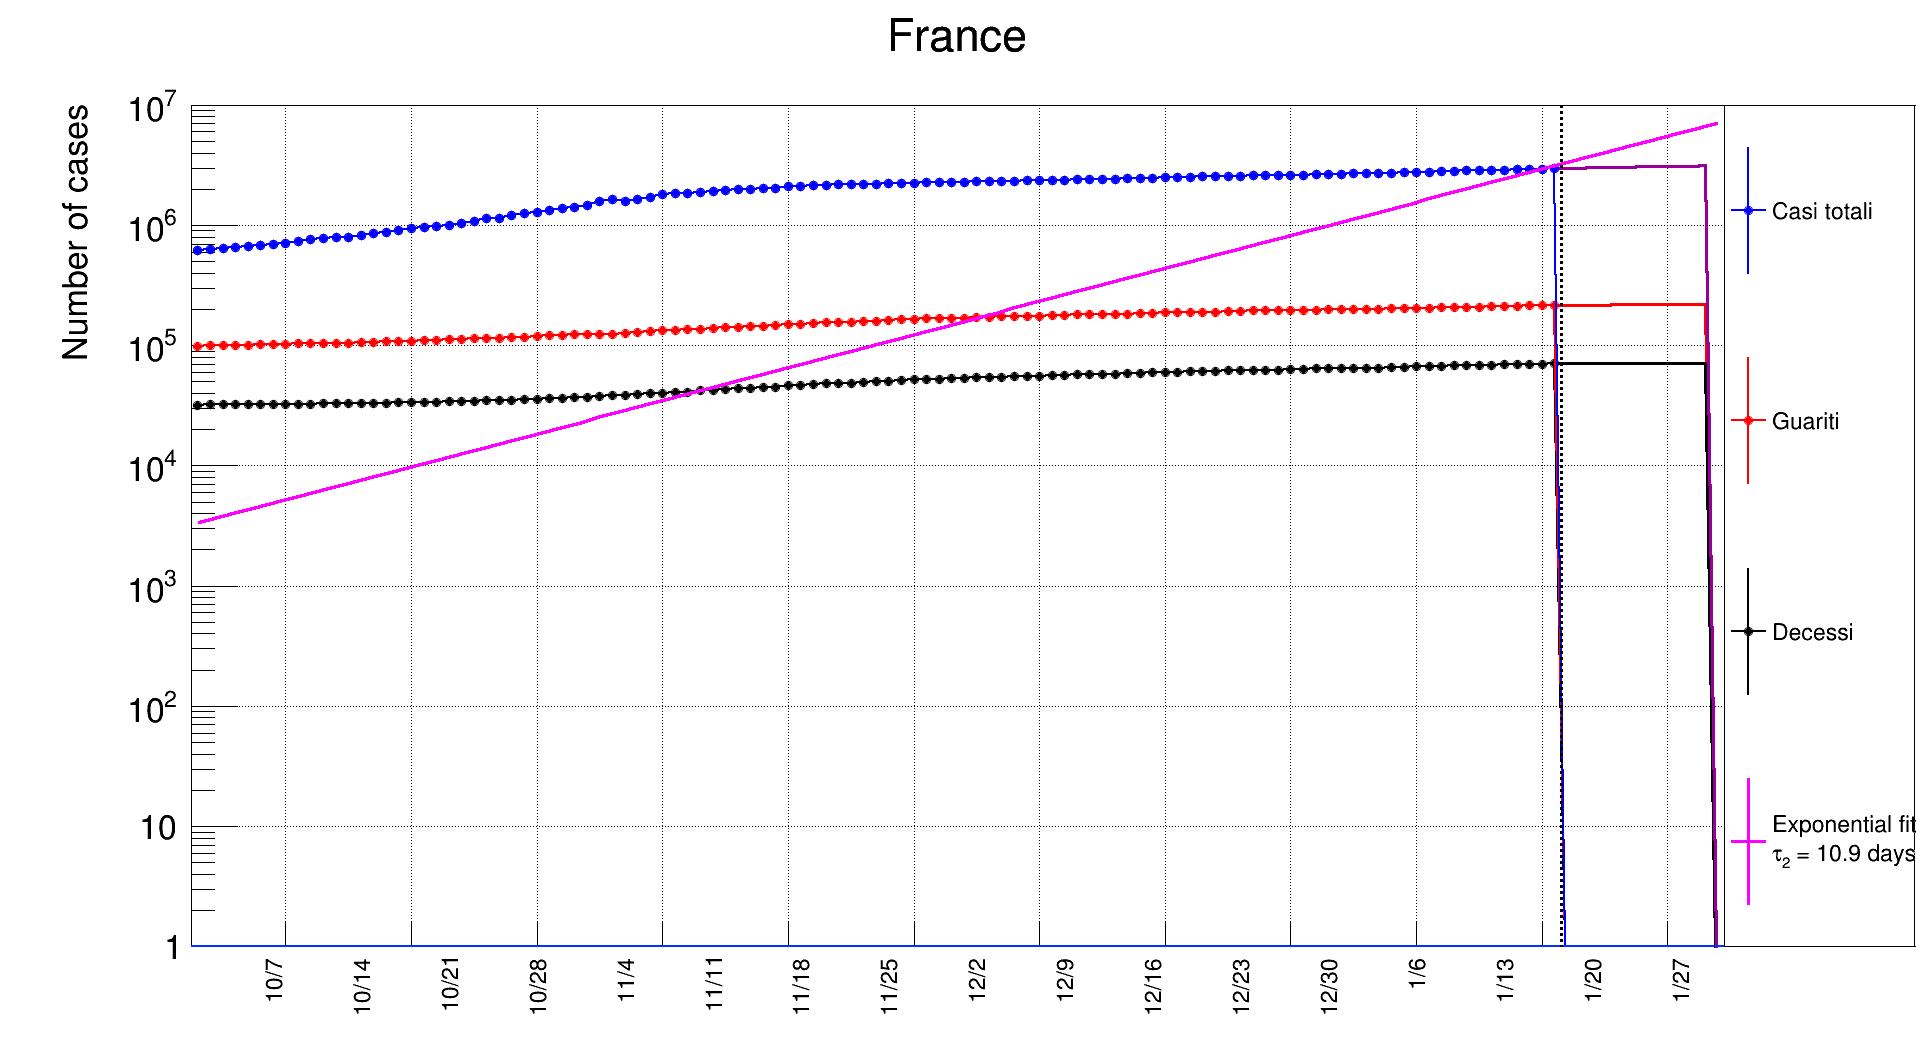 France
Number of cases
10^7
10^6
10^5
10^4
10^3
10^2
10
1
10/7 10/14 10/21 10/28 11/4 11/11 11/18 11/25 12/2 12/9 12/16 12/23 12/30 1/6 1/13 1/20 1/27
Casi totali
Guariti
Decessi
Exponential fit
τ₂ = 10.9 days